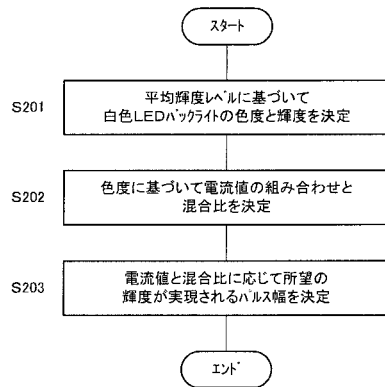 スタート
S201
平均輝度レベルに基づいて
白色LEDバックライトの色度と輝度を決定
S202
色度に基づいて電流値の組み合わせと
混合比を決定
S203
電流値と混合比に応じて所望の
輝度が実現されるパルス幅を決定
エンド